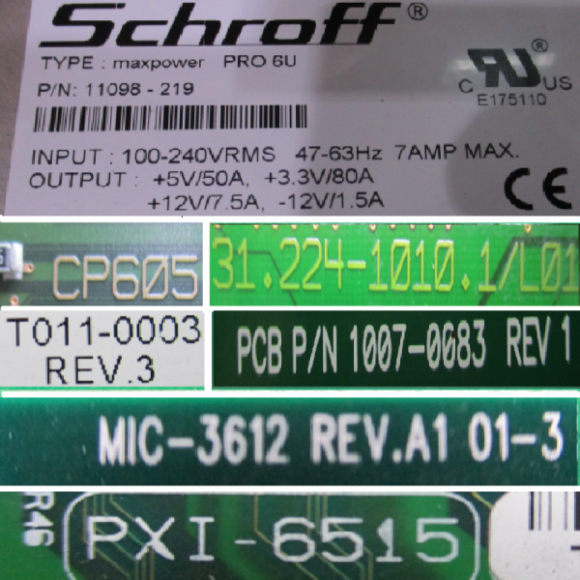 Schroff®
TYPE : maxpower PRO 6U
P/N: 11098 - 219
C RU® US
E175110
INPUT : 100-240VRMS 47-63Hz 7AMP MAX.
OUTPUT : +5V/50A, +3.3V/80A
+12V/7.5A, -12V/1.5A
CE
CP605
31.224-1010.1/L01
T011-0003
REV.3
PCB P/N 1007-0683 REV 1
MIC-3612 REV.A1 01-3
R46
PXI-6515